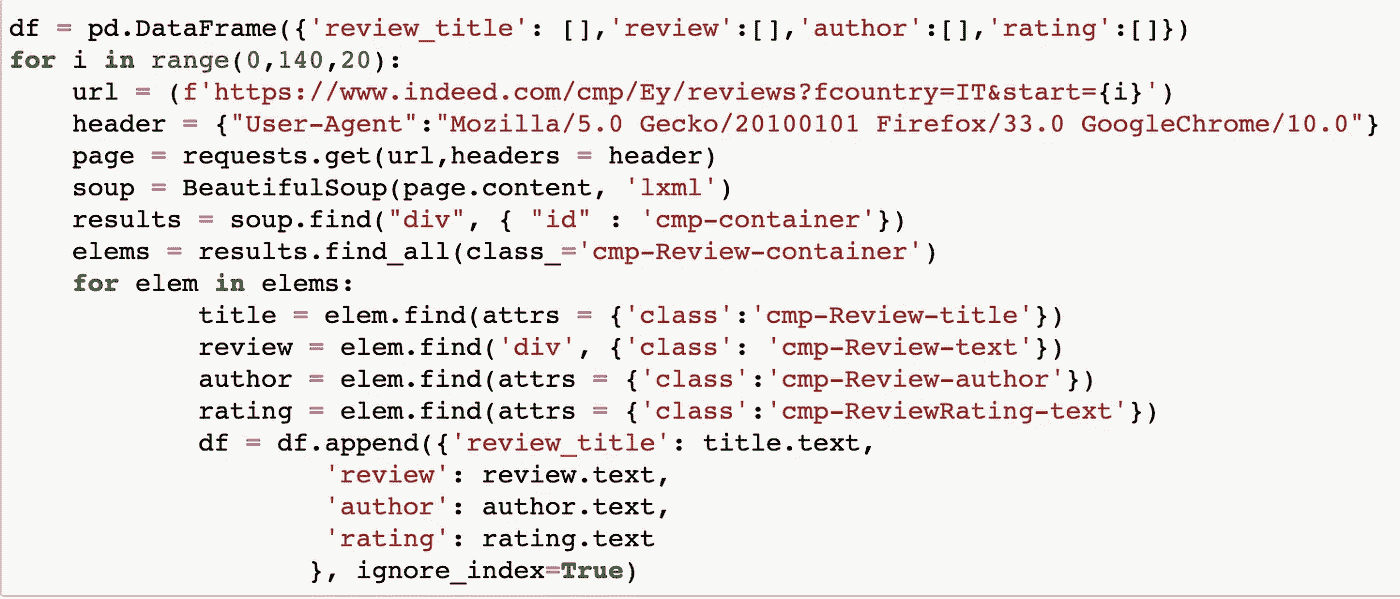 df = pd.DataFrame({'review_title': [],'review':[],'author':[],'rating':[]})
for i in range(0,140,20):
    url = (f'https://www.indeed.com/cmp/Ey/reviews?fcountry=IT&start={i}')
    header = {"User-Agent":"Mozilla/5.0 Gecko/20100101 Firefox/33.0 GoogleChrome/10.0"}
    page = requests.get(url,headers = header)
    soup = BeautifulSoup(page.content, 'lxml')
    results = soup.find("div", { "id" : 'cmp-container'})
    elems = results.find_all(class_='cmp-Review-container')
    for elem in elems:
            title = elem.find(attrs = {'class':'cmp-Review-title'})
            review = elem.find('div', {'class': 'cmp-Review-text'})
            author = elem.find(attrs = {'class':'cmp-Review-author'})
            rating = elem.find(attrs = {'class':'cmp-ReviewRating-text'})
            df = df.append({'review_title': title.text,
                    'review': review.text,
                    'author': author.text,
                    'rating': rating.text
                   }, ignore_index=True)